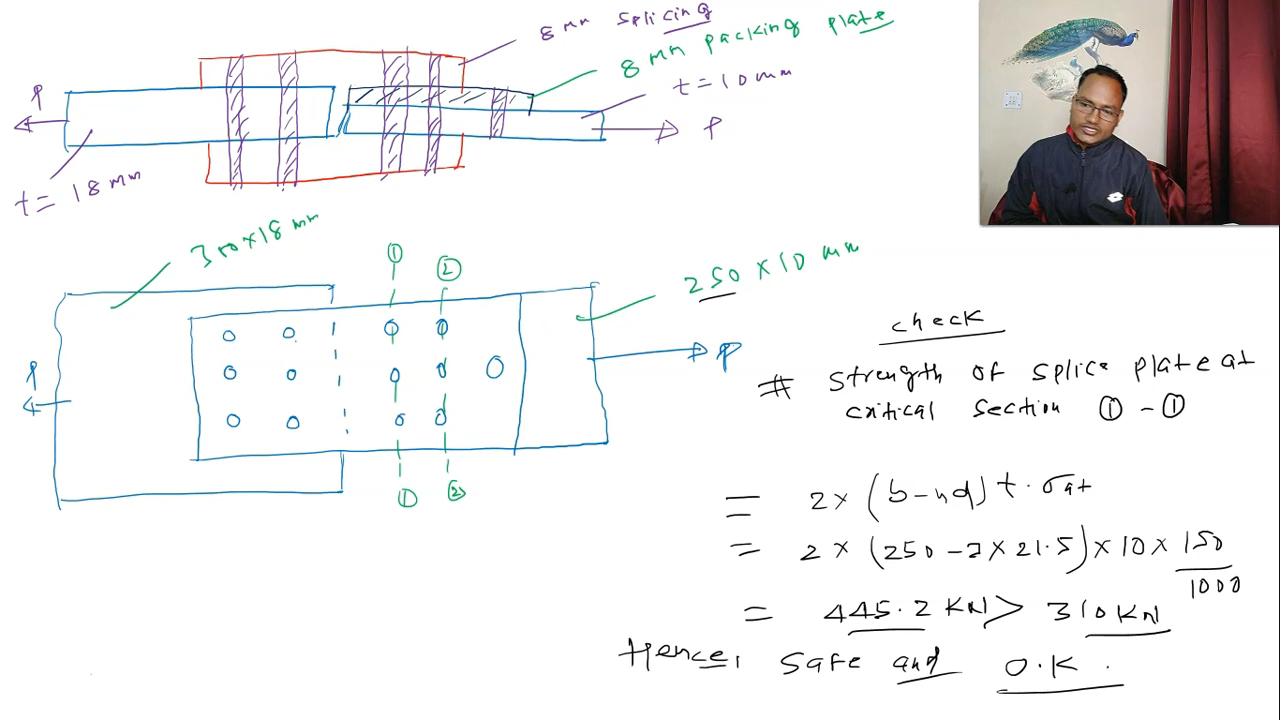 8 mm splicing
8 mm packing plate
t = 10 mm
P
P
t = 18 mm
300 × 18 mm
① ②
250 × 10 mm
P
P
① ②
check
# strength of splice plate at
critical section ① - ①
= 2 × (b - nd) t · σat
= 2 × (250 - 3 × 21.5) × 10 × 150
1000
= 445.2 KN > 310 KN
Hence, safe and O.K.